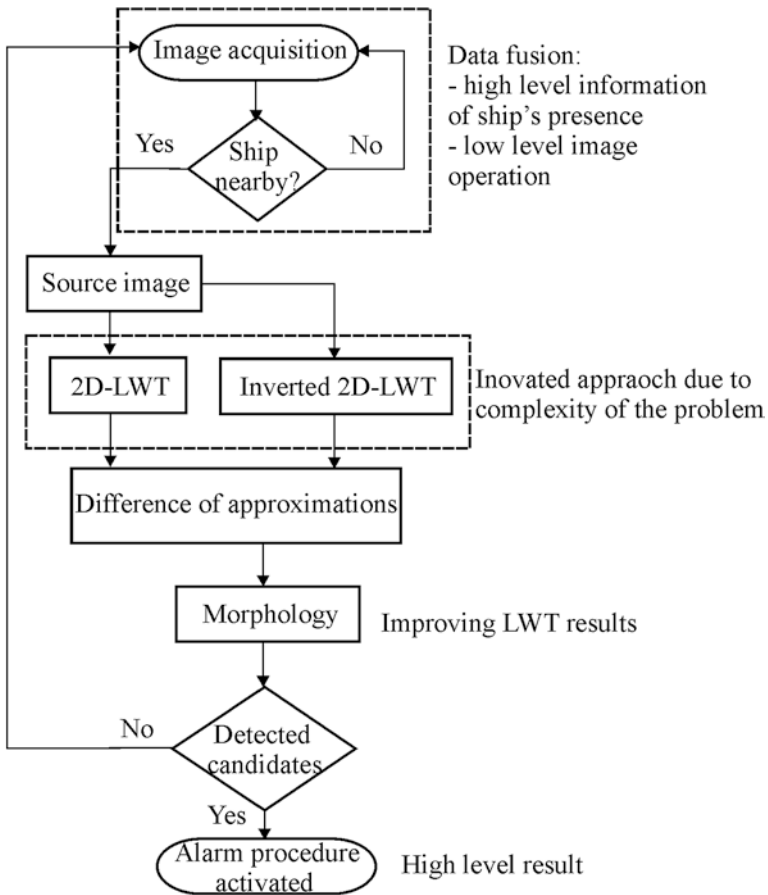 Image acquisition
Data fusion:
- high level information
of ship's presence
- low level image
operation
Yes
Ship
nearby?
No
Source image
2D-LWT
Inverted 2D-LWT
Inovated appraoch due to
complexity of the problem
Difference of approximations
Morphology
Improving LWT results
No
Detected
candidates
Yes
Alarm procedure
activated
High level result